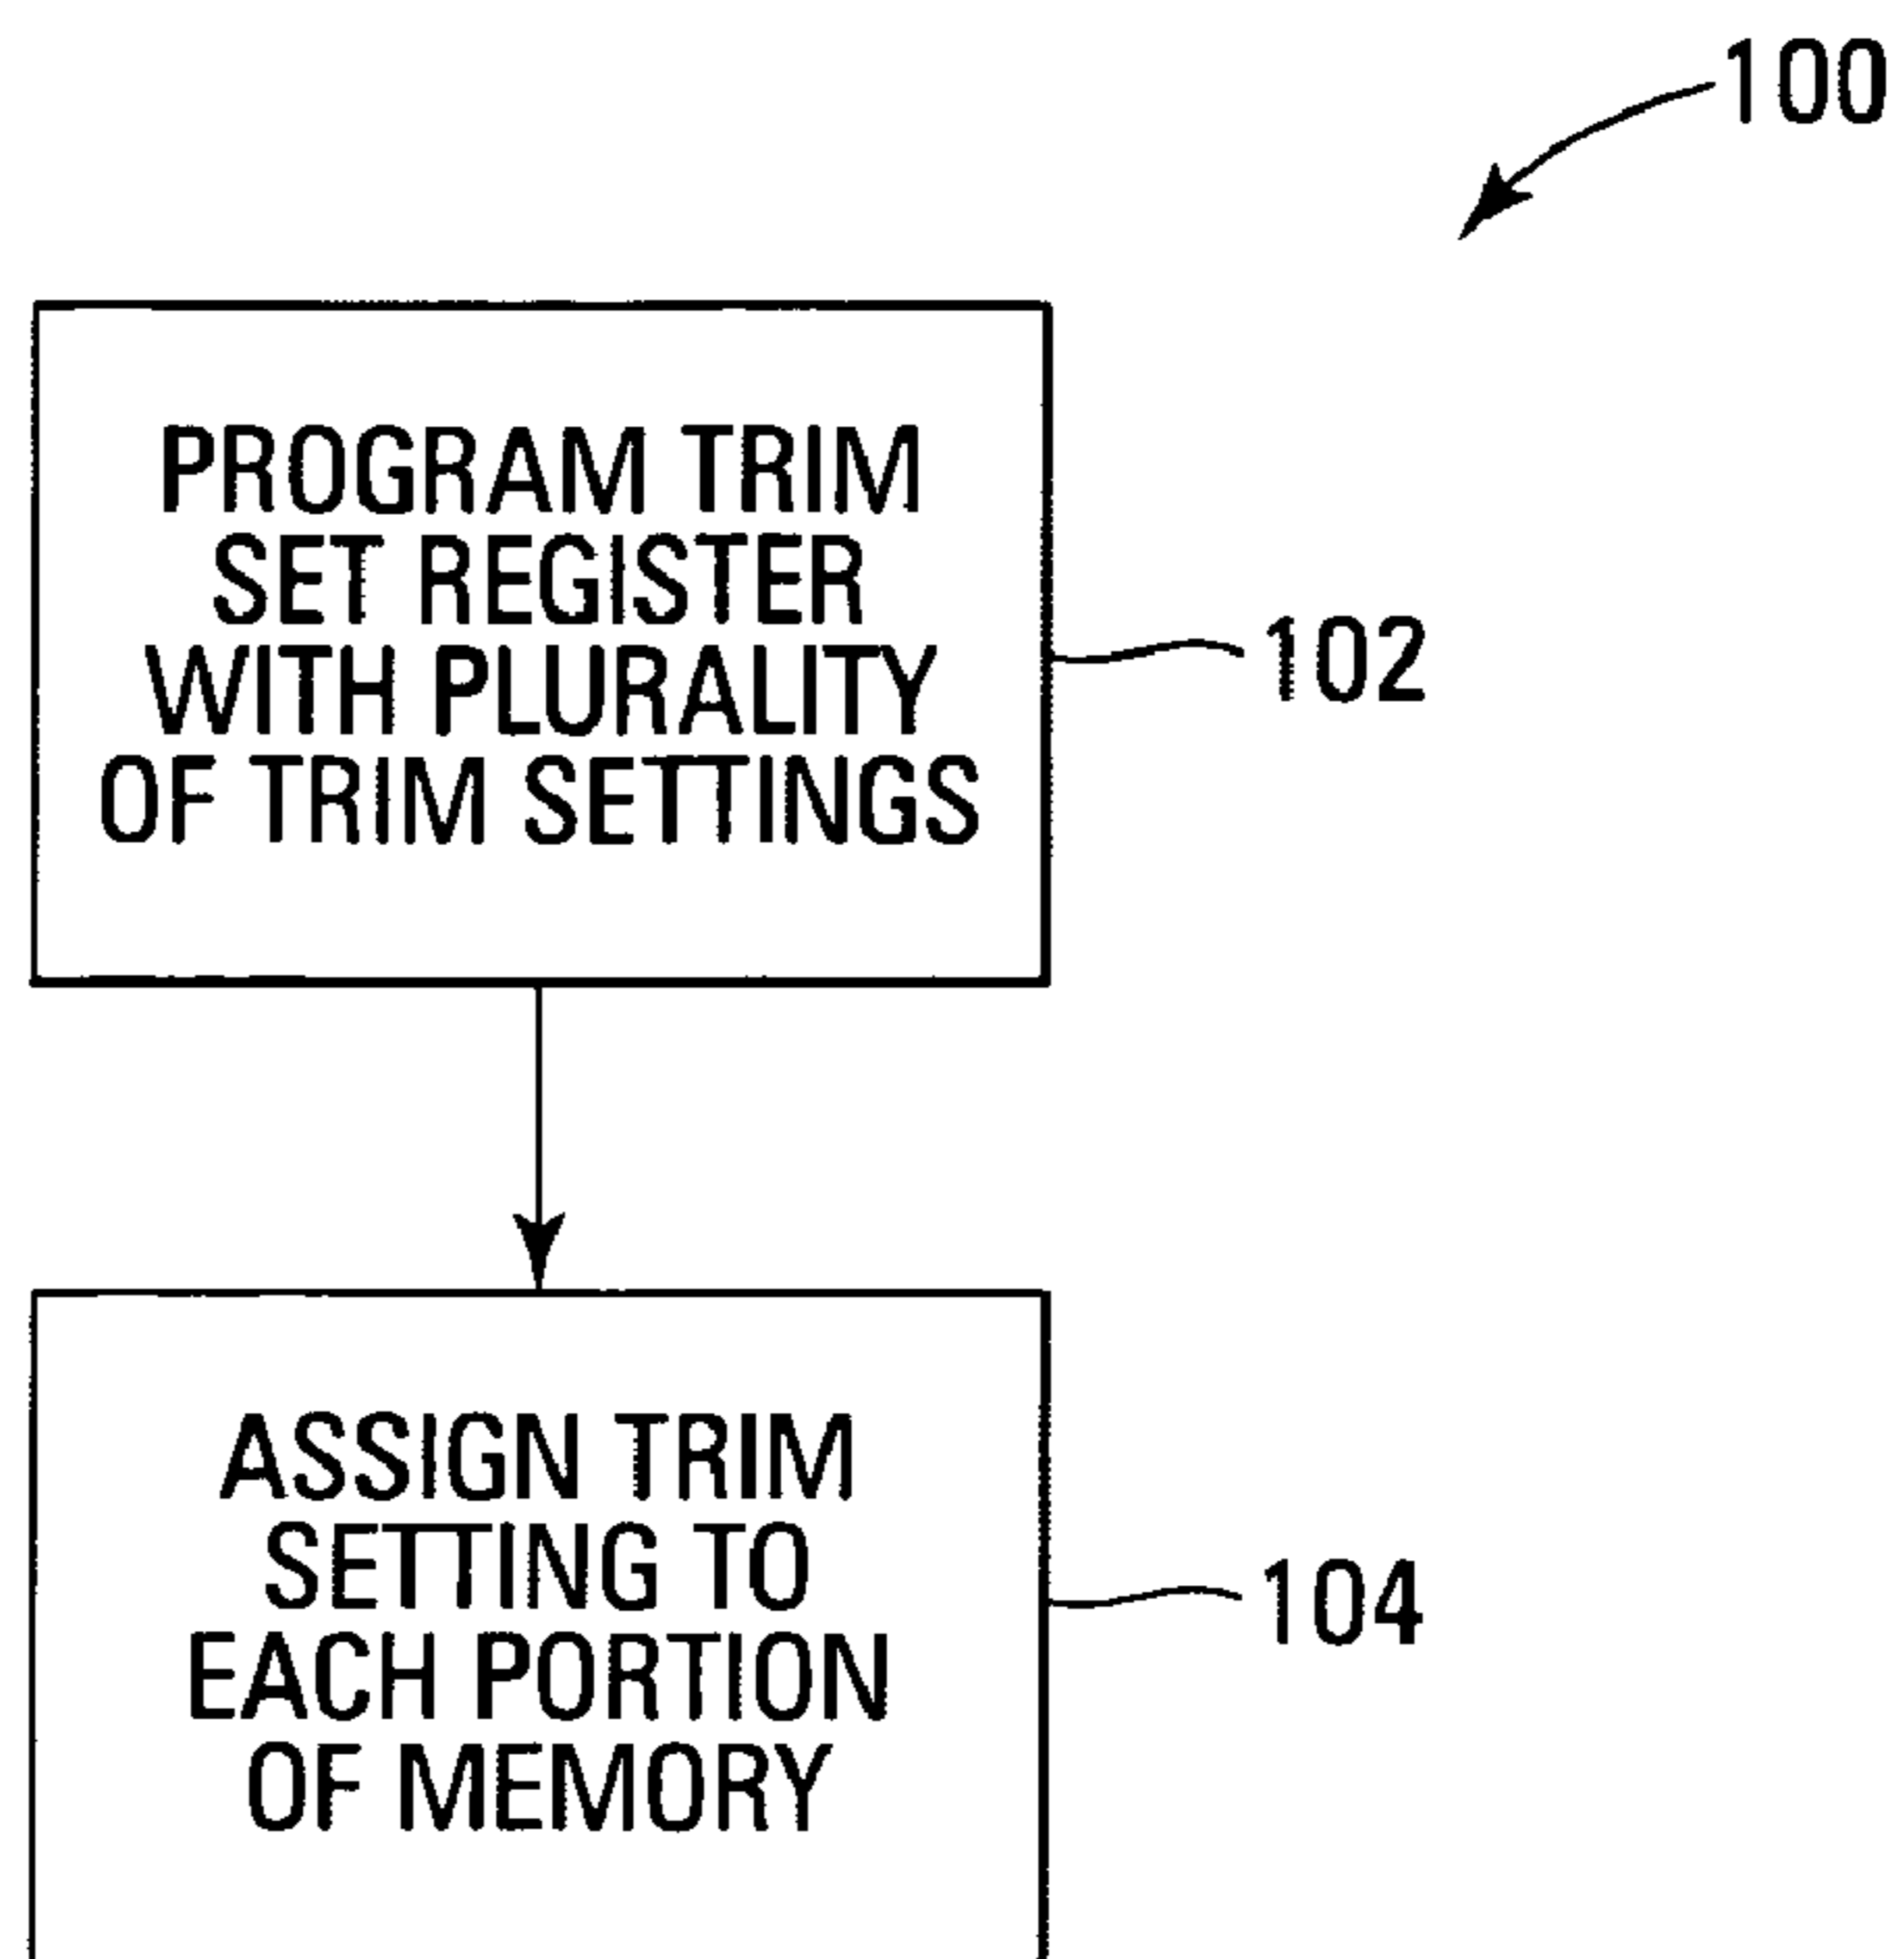 100
PROGRAM TRIM
SET REGISTER
WITH PLURALITY
OF TRIM SETTINGS
102
ASSIGN TRIM
SETTING TO
EACH PORTION
OF MEMORY
104